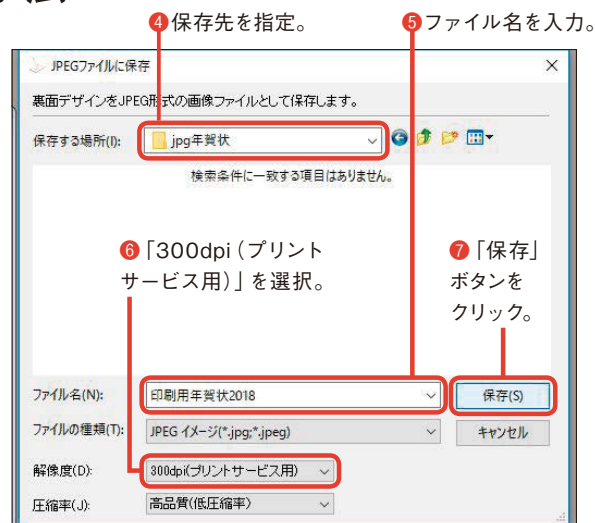 ❹保存先を指定。
❺ファイル名を入力。
JPEGファイルに保存
裏面デザインをJPEG形式の画像ファイルとして保存します。
保存する場所(I):
jpg年賀状
検索条件に一致する項目はありません。
❻「300dpi（プリント
サービス用）」を選択。
❼「保存」
ボタンを
クリック。
ファイル名(N):
印刷用年賀状2018
保存(S)
ファイルの種類(T):
JPEG イメージ(*.jpg;*.jpeg)
キャンセル
解像度(D):
300dpi(プリントサービス用)
圧縮率(J):
高品質(低圧縮率)